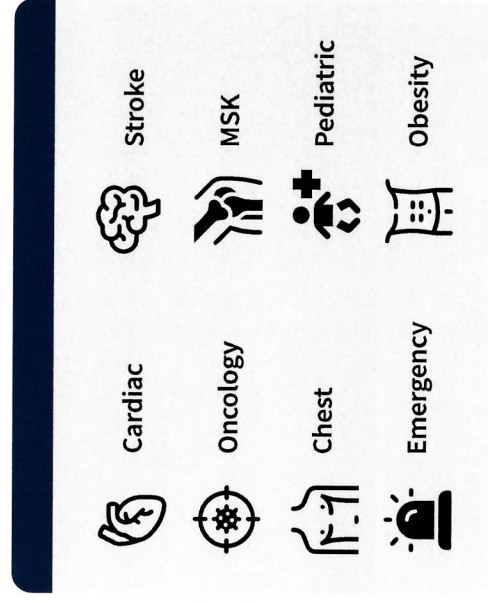 Cardiac
Stroke
Oncology
MSK
Chest
Pediatric
Emergency
Obesity